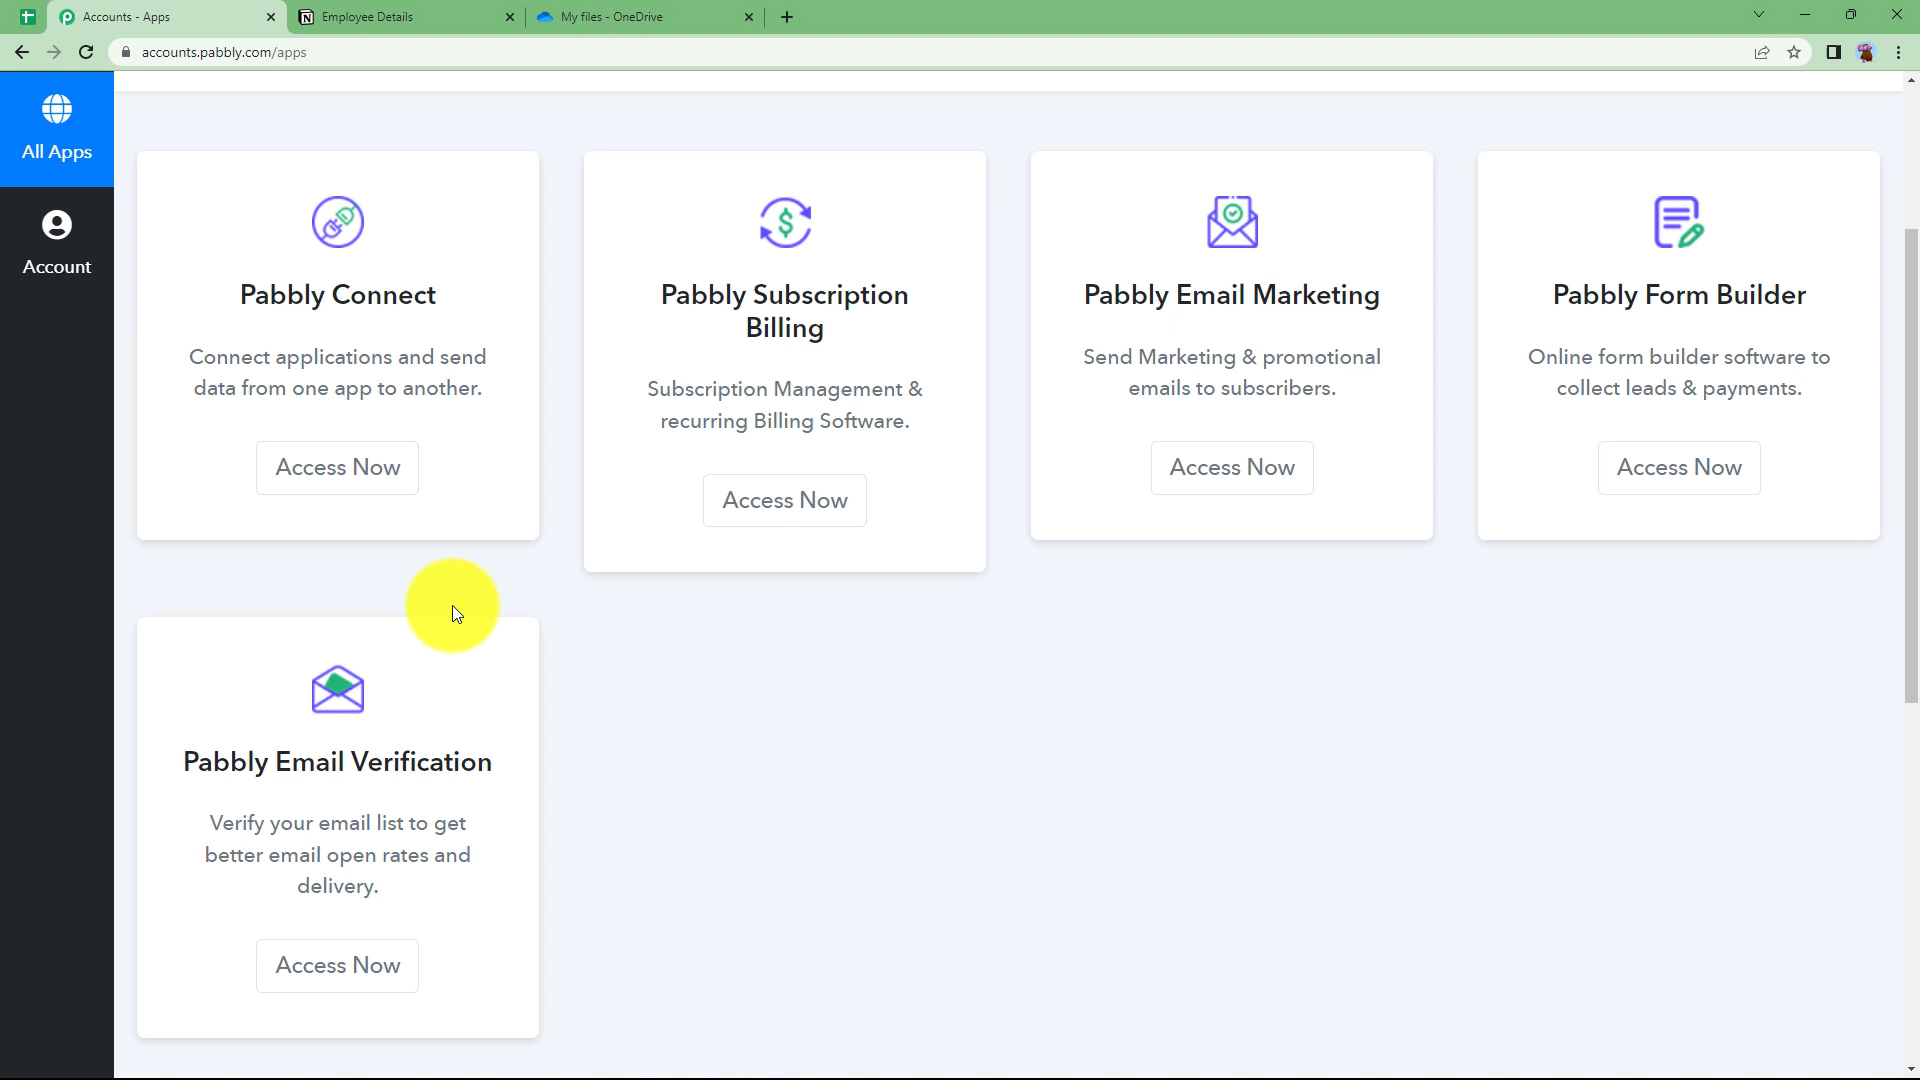 Accounts - Apps
Employee Details
My files - OneDrive
accounts.pabbly.com/apps
All Apps
Account
Pabbly Connect
Connect applications and send
data from one app to another.
Access Now
Pabbly Subscription
Billing
Subscription Management &
recurring Billing Software.
Access Now
Pabbly Email Marketing
Send Marketing & promotional
emails to subscribers.
Access Now
Pabbly Form Builder
Online form builder software to
collect leads & payments.
Access Now
Pabbly Email Verification
Verify your email list to get
better email open rates and
delivery.
Access Now